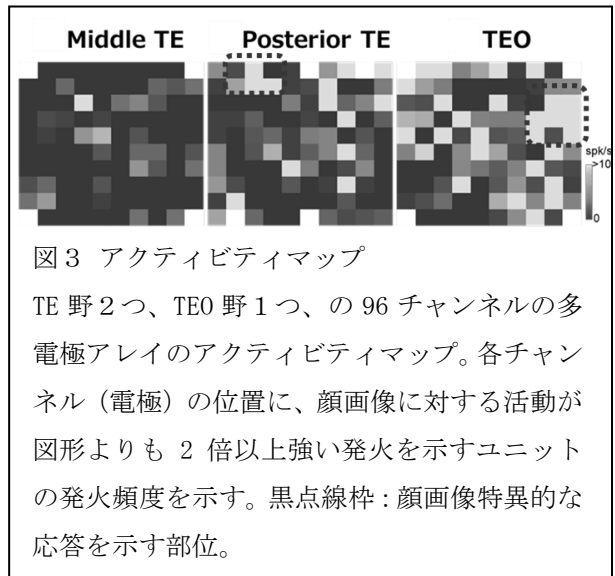 Middle TE Posterior TE TEO
spk/s
>10
0
図３ アクティビティマップ
TE 野２つ、TEO 野１つ、の 96 チャンネルの多
電極アレイのアクティビティマップ。各チャン
ネル（電極）の位置に、顔画像に対する活動が
図形よりも 2 倍以上強い発火を示すユニット
の発火頻度を示す。黒点線枠：顔画像特異的な
応答を示す部位。